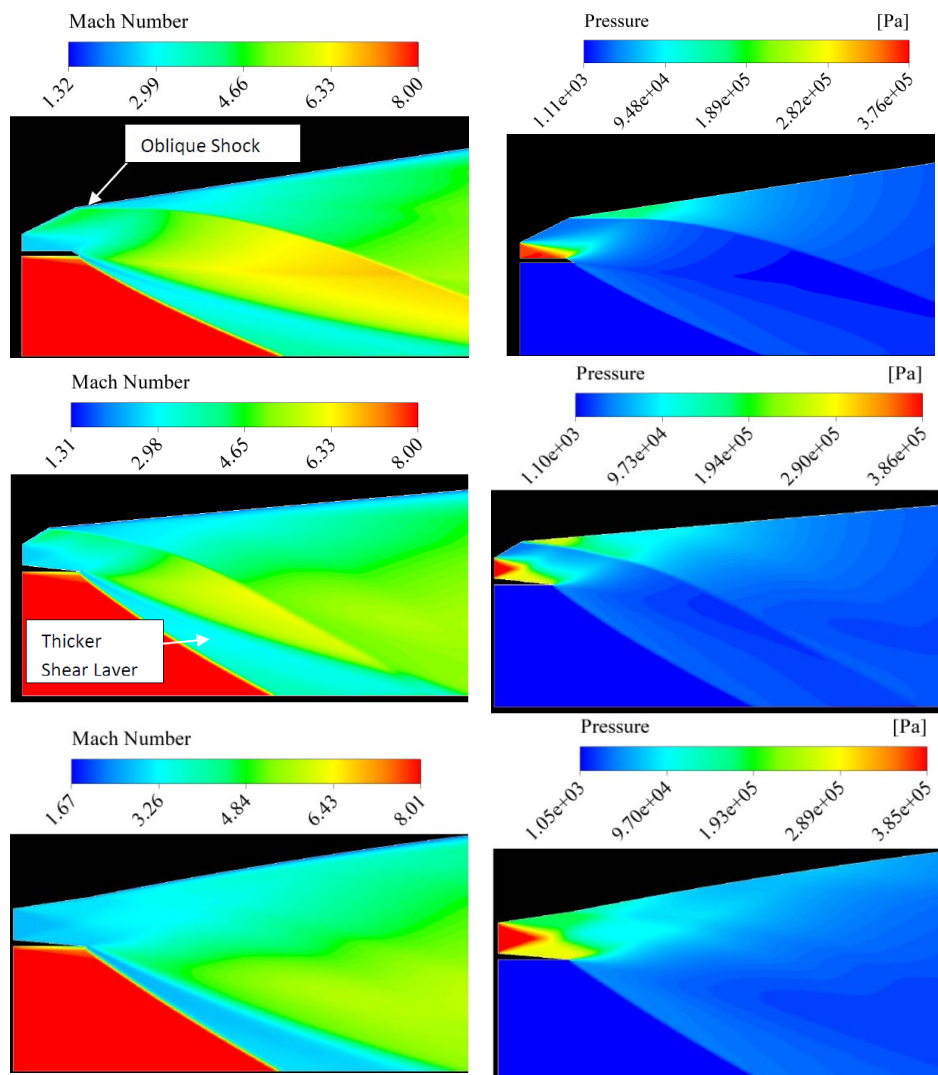 Mach Number
1.32 2.99 4.66 6.33 8.00
Pressure [Pa]
1.11e+03 9.48e+04 1.89e+05 2.82e+05 3.76e+05
Oblique Shock
Mach Number
1.31 2.98 4.65 6.33 8.00
Pressure [Pa]
1.10e+03 9.73e+04 1.94e+05 2.90e+05 3.86e+05
Thicker
Shear Laver
Mach Number
1.67 3.26 4.84 6.43 8.01
Pressure [Pa]
1.05e+03 9.70e+04 1.93e+05 2.89e+05 3.85e+05